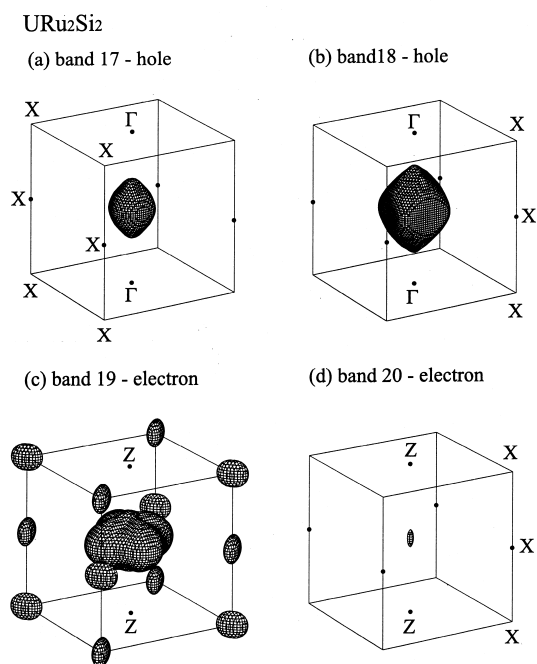 URu2Si2
(a) band 17 - hole
(b) band18 - hole
X
Γ
X
X
X
X
Γ
X
Γ
X
X
Γ
X
(c) band 19 - electron
(d) band 20 - electron
Z
Z
Z
X
X
Z
X